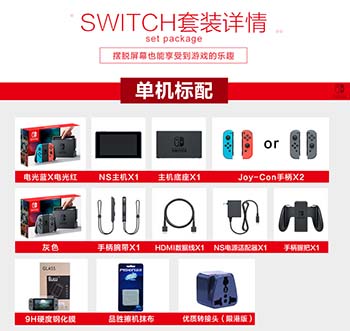 SWITCH套装详情
set package
摆脱屏幕也能享受到游戏的乐趣
单机标配
or
电光蓝X电光红
NS主机X1
主机底座X1
Joy-Con手柄X2
灰色
手柄腕带X1
HDMI数据线X1
NS电源适配器X1
手柄握把X1
GLASS
9H硬度钢化膜
品胜擦机抹布
优质转接头（限港版）